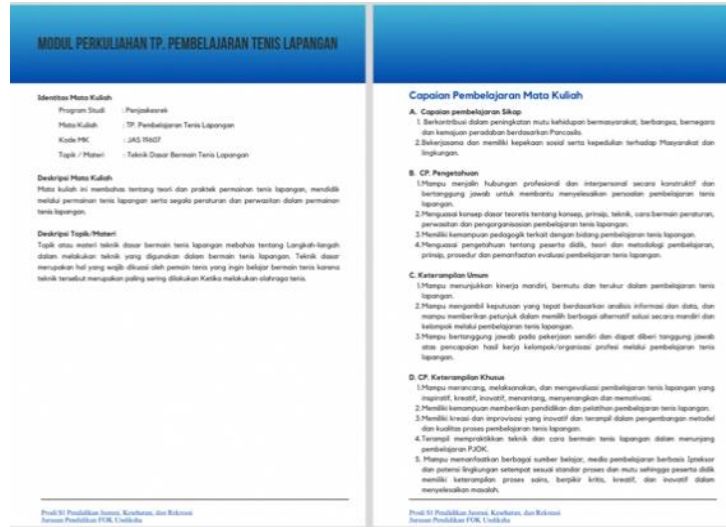 MODUL PERKULIAHAN TP. PEMBELAJARAN TENIS LAPANGAN
Identitas Mata Kuliah
Program Studi : Penjaskesrek
Mata Kuliah : TP. Pembelajaran Tenis Lapangan
Kode MK : JAS 19607
Topik / Materi : Teknik Dasar Bermain Tenis Lapangan
Deskripsi Mata Kuliah
Mata kuliah ini membahas tentang teori dan praktek permainan tenis lapangan, mendidik
melalui permainan tenis lapangan serta segala peraturan dan perwasitan dalam permainan
tenis lapangan.
Deskripsi Topik/Materi
Topik atau materi teknik dasar bermain tenis lapangan mebahas tentang Langkah-langah
dalam melakukan teknik yang digunakan dalam bermain tenis lapangan. Teknik dasar
merupakan hal yang wajib dikuasi oleh pemain tenis yang ingin belajar bermain tenis karena
teknik tersebut merupakan paling sering dilakukan Ketika melakukan olahraga tenis.
Prodi S1 Pendidikan Jasmni, Kesehatan, dan Rekreasi
Jurusan Pendidikan FOK Undiksha
Capaian Pembelajaran Mata Kuliah
A. Capaian pembelajaran Sikap
1. Berkontribusi dalam peningkatan mutu kehidupan bermasyarakat, berbangsa, bernegara
dan kemajuan peradaban berdasarkan Pancasila.
2.Bekerjasama dan memiliki kepekaan sosial serta kepedulian terhadap Masyarakat dan
lingkungan.
B. CP. Pengetahuan
1.Mampu menjalin hubungan profesional dan interpersonal secara konstruktif dan
bertanggung jawab untuk membantu menyelesaikan persoalan pembelajaran tenis
lapangan.
2.Menguasai konsep dasar teoretis tentang konsep, prinsip, teknik, cara bermain peraturan,
perwasitan dan pengorganisasian pembelajaran tenis lapangan.
3.Memiliki kemampuan pedagogik terkait dengan bidang pembelajaran tenis lapangan.
4.Menguasai pengetahuan tentang peserta didik, teori dan metodologi pembelajaran,
prinsip, prosedur dan pemanfaatan evaluasi pembelajaran tenis lapangan.
C. Keterampilan Umum
1.Mampu menunjukkan kinerja mandiri, bermutu dan terukur dalam pembelajaran tenis
lapangan.
2.Mampu mengambil keputusan yang tepat berdasarkan analisis informasi dan data, dan
mampu memberikan petunjuk dalam memilih berbagai alternatif solusi secara mandiri dan
kelompok melalui pembelajaran tenis lapangan.
3.Mampu bertanggung jawab pada pekerjaan sendiri dan dapat diberi tanggung jawab
atas pencapaian hasil kerja kelompok/organisasi profesi melalui pembelajaran tenis
lapangan.
D. CP. Keterampilan Khusus
1.Mampu merancang, melaksanakan, dan mengevaluasi pembelajaran tenis lapangan yang
inspiratif, kreatif, inovatif, menantang, menyenangkan dan memotivasi.
2.Memiliki kemampuan memberikan pendidikan dan pelatihan pembelajaran tenis lapangan.
3.Memiliki kreasi dan improvisasi yang inovatif dan terampil dalam pengembangan metodel
dan kualitas proses pembelajaran tenis lapangan.
4.Terampil mempraktikkan teknik dan cara bermain tenis lapangan dalam menunjang
pembelajaran PJOK.
5. Mampu memanfaatkan berbagai sumber belajar, media pembelajaran berbasis Ipteksor
dan potensi lingkungan setempat sesuai standar proses dan mutu sehingga peserta didik
memiliki keterampilan proses sains, berpikir kritis, kreatif, dan inovatif dalam
menyelesaikan masalah.
Prodi S1 Pendidikan Jasmni, Kesehatan, dan Rekreasi
Jurusan Pendidikan FOK Undiksha